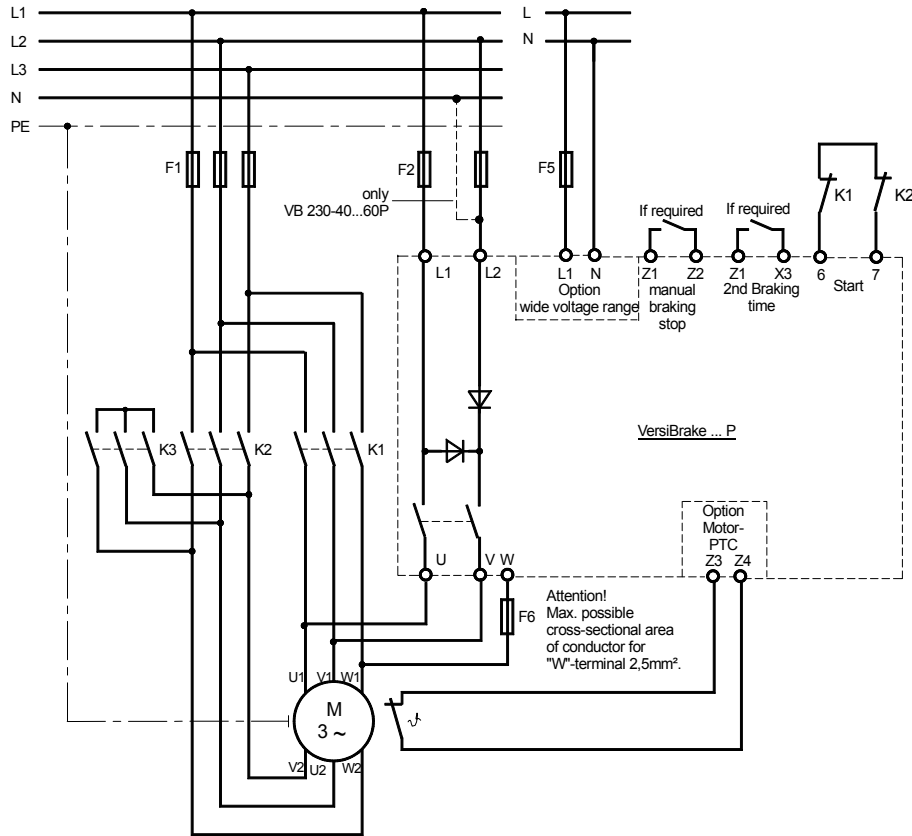 L1
L2
L3
N
PE
L
N
F1
F2
F5
only
VB 230-40...60P
If required
If required
K1
K2
L1
L2
L1
N
Z1
Z2
Z1
X3
6
7
Option
wide voltage range
manual
braking
stop
2nd Braking
time
Start
K3
K2
K1
VersiBrake ... P
Option
Motor-
PTC
Z3
Z4
U
V
W
F6
Attention!
Max. possible
cross-sectional area
of conductor for
"W"-terminal 2,5mm².
U1
V1
W1
M
3 ~
ϑ
V2
U2
W2